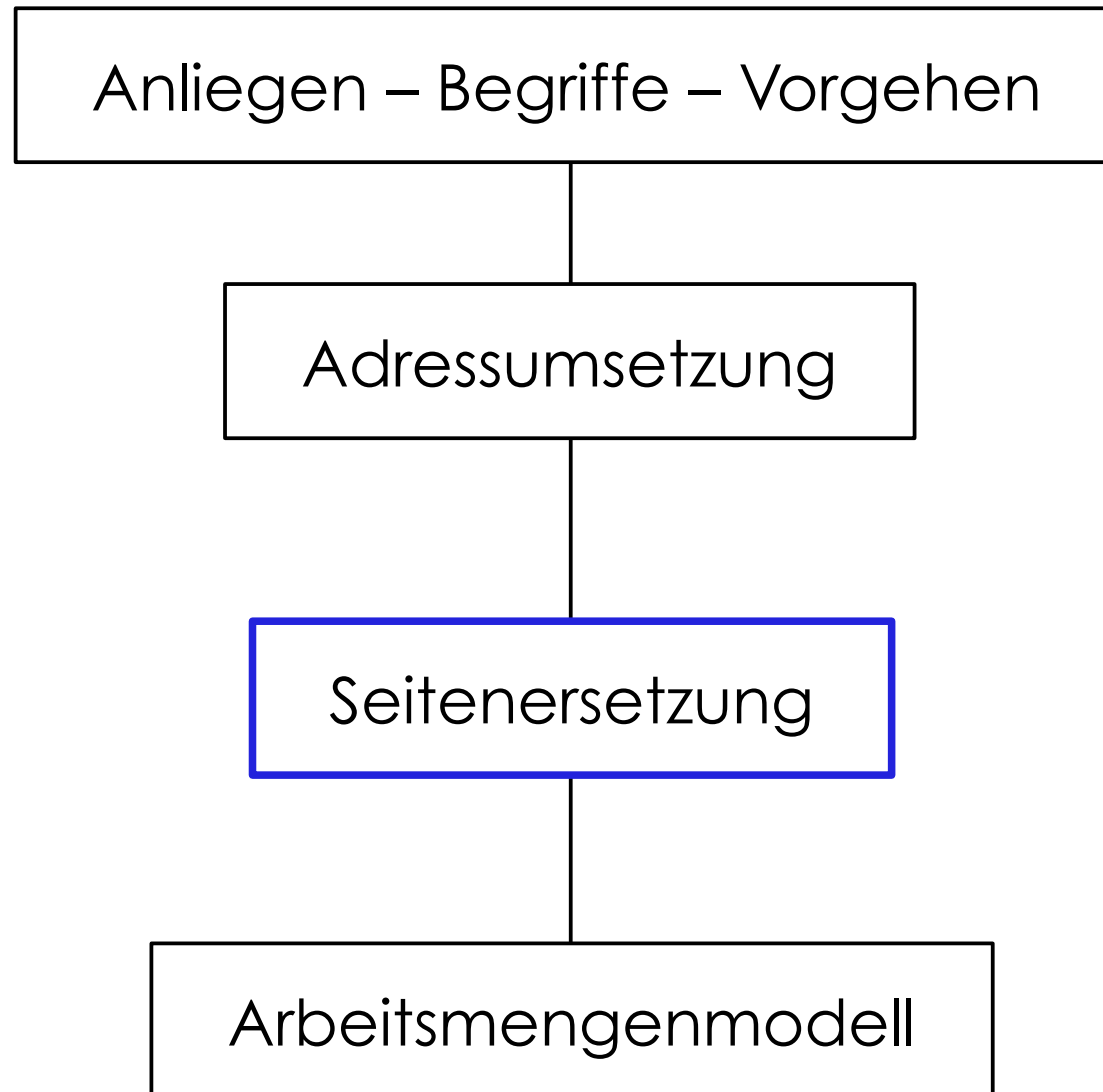 Anliegen – Begriffe – Vorgehen
Adressumsetzung
Seitenersetzung
Arbeitsmengenmodell